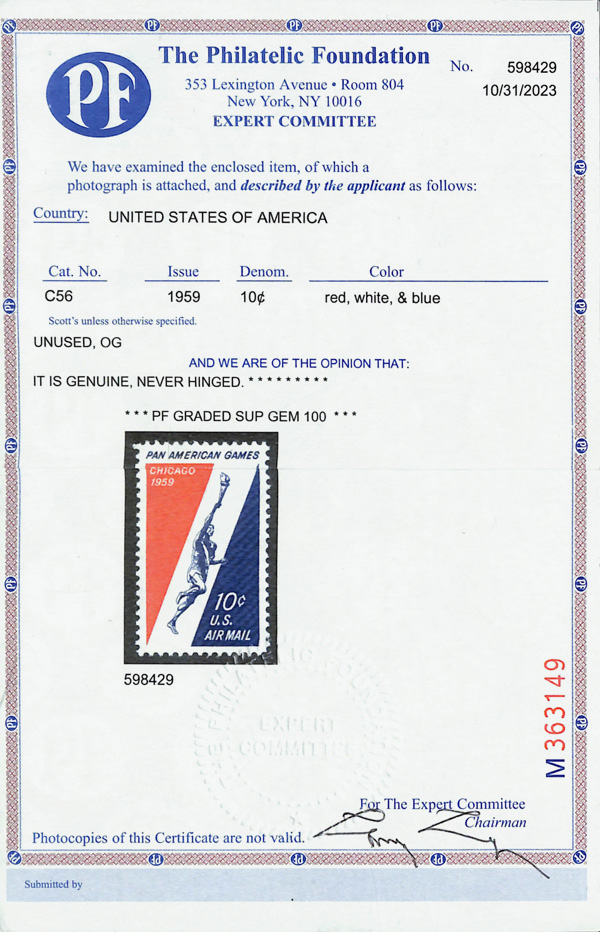 PF
The Philatelic Foundation
No. 598429
353 Lexington Avenue • Room 804
10/31/2023
New York, NY 10016
EXPERT COMMITTEE
We have examined the enclosed item, of which a
photograph is attached, and described by the applicant as follows:
Country: UNITED STATES OF AMERICA
Cat. No. Issue Denom. Color
C56 1959 10¢ red, white, & blue
Scott's unless otherwise specified.
UNUSED, OG
AND WE ARE OF THE OPINION THAT:
IT IS GENUINE, NEVER HINGED. * * * * * * * * *
* * * PF GRADED SUP GEM 100 * * *
PAN AMERICAN GAMES
CHICAGO
1959
10¢
U.S.
AIR MAIL
598429
EXPERT
COMMITTEE
M 363149
For The Expert Committee
Chairman
Photocopies of this Certificate are not valid.
Submitted by